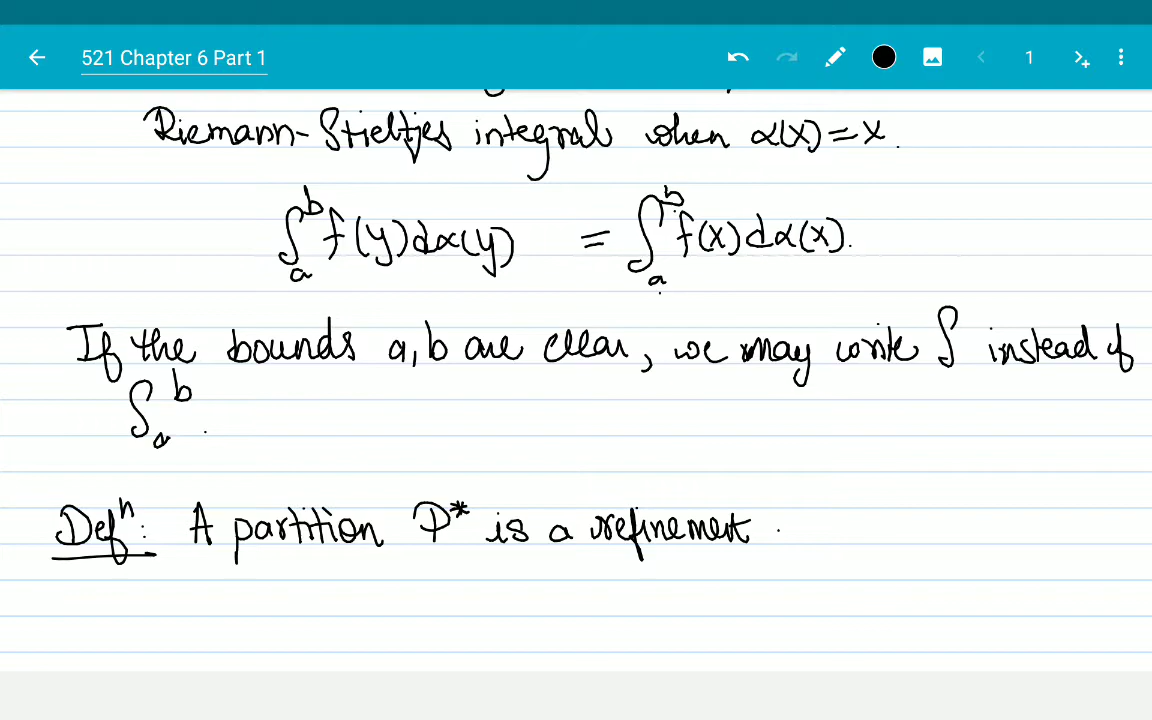 521 Chapter 6 Part 1
1
Riemann-Stieltjes integral when α(x)=x.
∫_a^b f(y)dα(y) = ∫_a^b f(x)dα(x).
If the bounds a, b are clear, we may write ∫ instead of
∫_a^b.
Defⁿ: A partition P* is a refinement